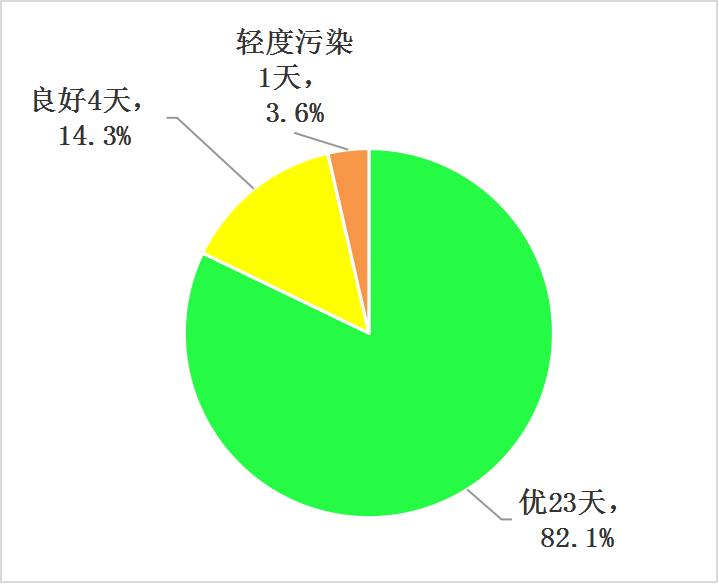 轻度污染
1天，
3.6%
良好4天，
14.3%
优23天，
82.1%